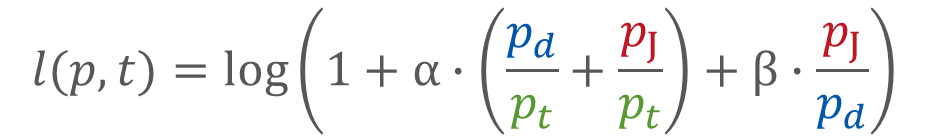 l(p, t) = log(1 + α · (p_d/p_t + p_J/p_t) + β · p_J/p_d)